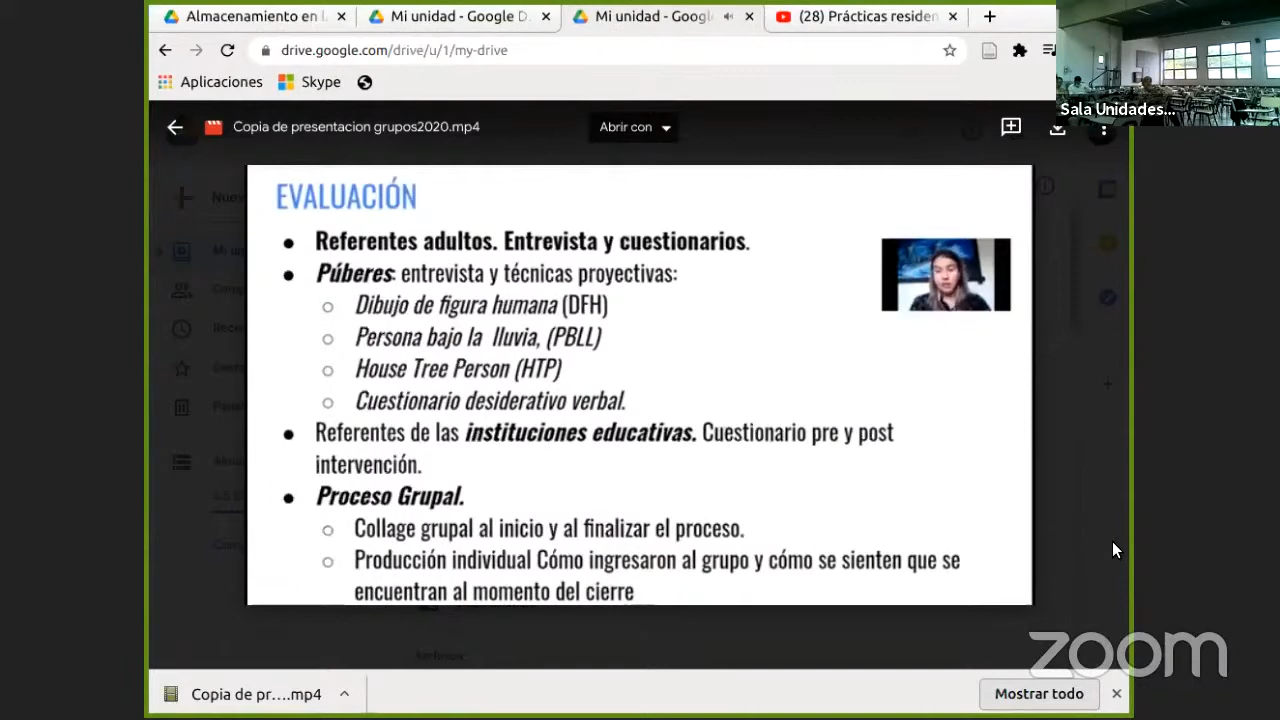 Almacenamiento en l
Mi unidad - Google D
Mi unidad - Google
(28) Prácticas residen
drive.google.com/drive/u/1/my-drive
Aplicaciones
Skype
Sala Unidades...
Copia de presentacion grupos2020.mp4
Abrir con
EVALUACIÓN
Referentes adultos. Entrevista y cuestionarios.
Púberes: entrevista y técnicas proyectivas:
Dibujo de figura humana (DFH)
Persona bajo la lluvia, (PBLL)
House Tree Person (HTP)
Cuestionario desiderativo verbal.
Referentes de las instituciones educativas. Cuestionario pre y post
intervención.
Proceso Grupal.
Collage grupal al inicio y al finalizar el proceso.
Producción individual Cómo ingresaron al grupo y cómo se sienten que se
encuentran al momento del cierre
zoom
Copia de pr....mp4
Mostrar todo